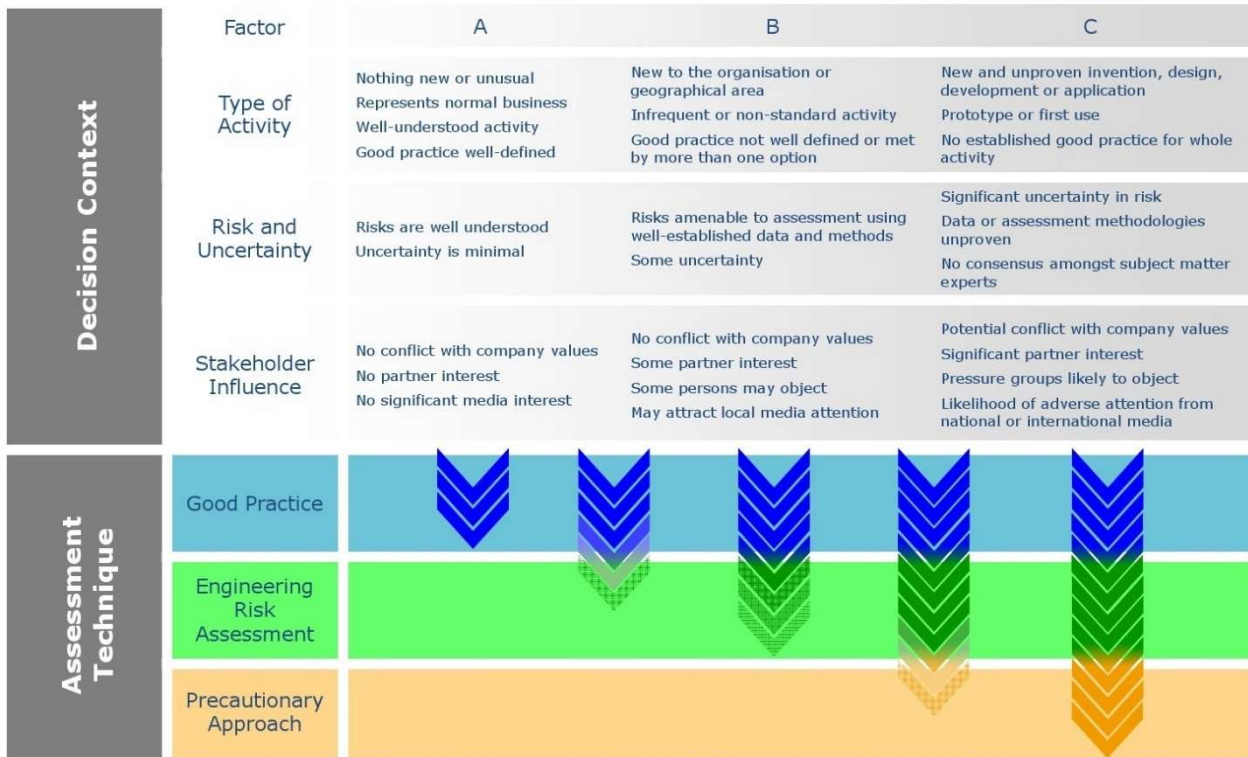 Decision Context
Factor
A
B
C
Type of
Activity
Nothing new or unusual
Represents normal business
Well-understood activity
Good practice well-defined
New to the organisation or
geographical area
Infrequent or non-standard activity
Good practice not well defined or met
by more than one option
New and unproven invention, design,
development or application
Prototype or first use
No established good practice for whole
activity
Risk and
Uncertainty
Risks are well understood
Uncertainty is minimal
Risks amenable to assessment using
well-established data and methods
Some uncertainty
Significant uncertainty in risk
Data or assessment methodologies
unproven
No consensus amongst subject matter
experts
Stakeholder
Influence
No conflict with company values
No partner interest
No significant media interest
No conflict with company values
Some partner interest
Some persons may object
May attract local media attention
Potential conflict with company values
Significant partner interest
Pressure groups likely to object
Likelihood of adverse attention from
national or international media
Assessment
Technique
Good Practice
Engineering
Risk
Assessment
Precautionary
Approach